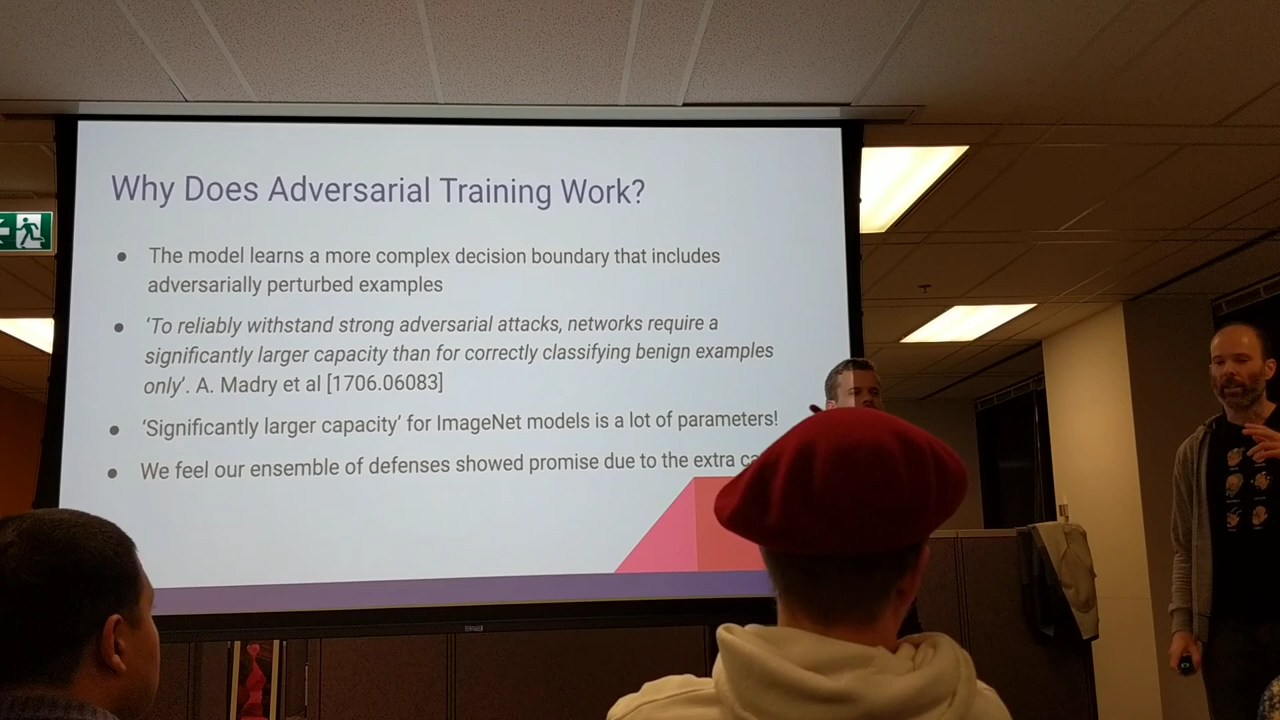 Why Does Adversarial Training Work?
● The model learns a more complex decision boundary that includes
adversarially perturbed examples
● ‘To reliably withstand strong adversarial attacks, networks require a
significantly larger capacity than for correctly classifying benign examples
only’. A. Madry et al [1706.06083]
● ‘Significantly larger capacity’ for ImageNet models is a lot of parameters!
● We feel our ensemble of defenses showed promise due to the extra